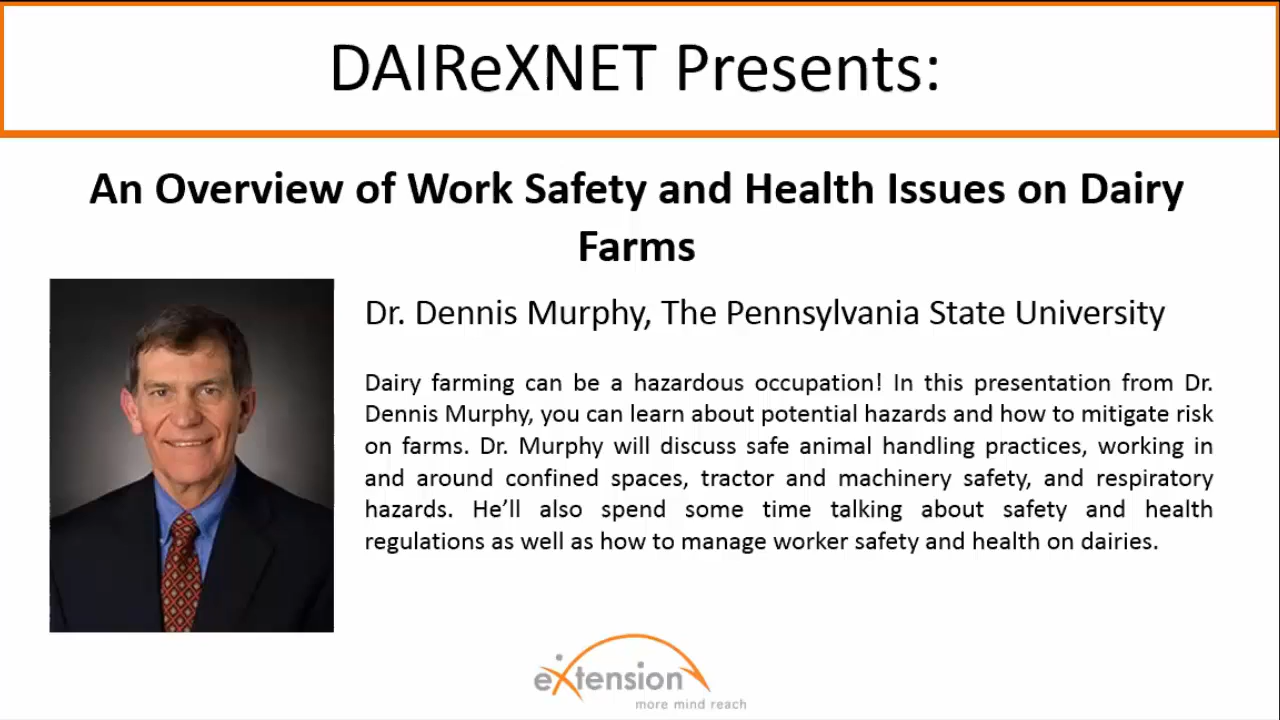 DAIReXNET Presents:
An Overview of Work Safety and Health Issues on Dairy
Farms
Dr. Dennis Murphy, The Pennsylvania State University
Dairy farming can be a hazardous occupation! In this presentation from Dr.
Dennis Murphy, you can learn about potential hazards and how to mitigate risk
on farms. Dr. Murphy will discuss safe animal handling practices, working in
and around confined spaces, tractor and machinery safety, and respiratory
hazards. He'll also spend some time talking about safety and health
regulations as well as how to manage worker safety and health on dairies.
eXtension
more mind reach